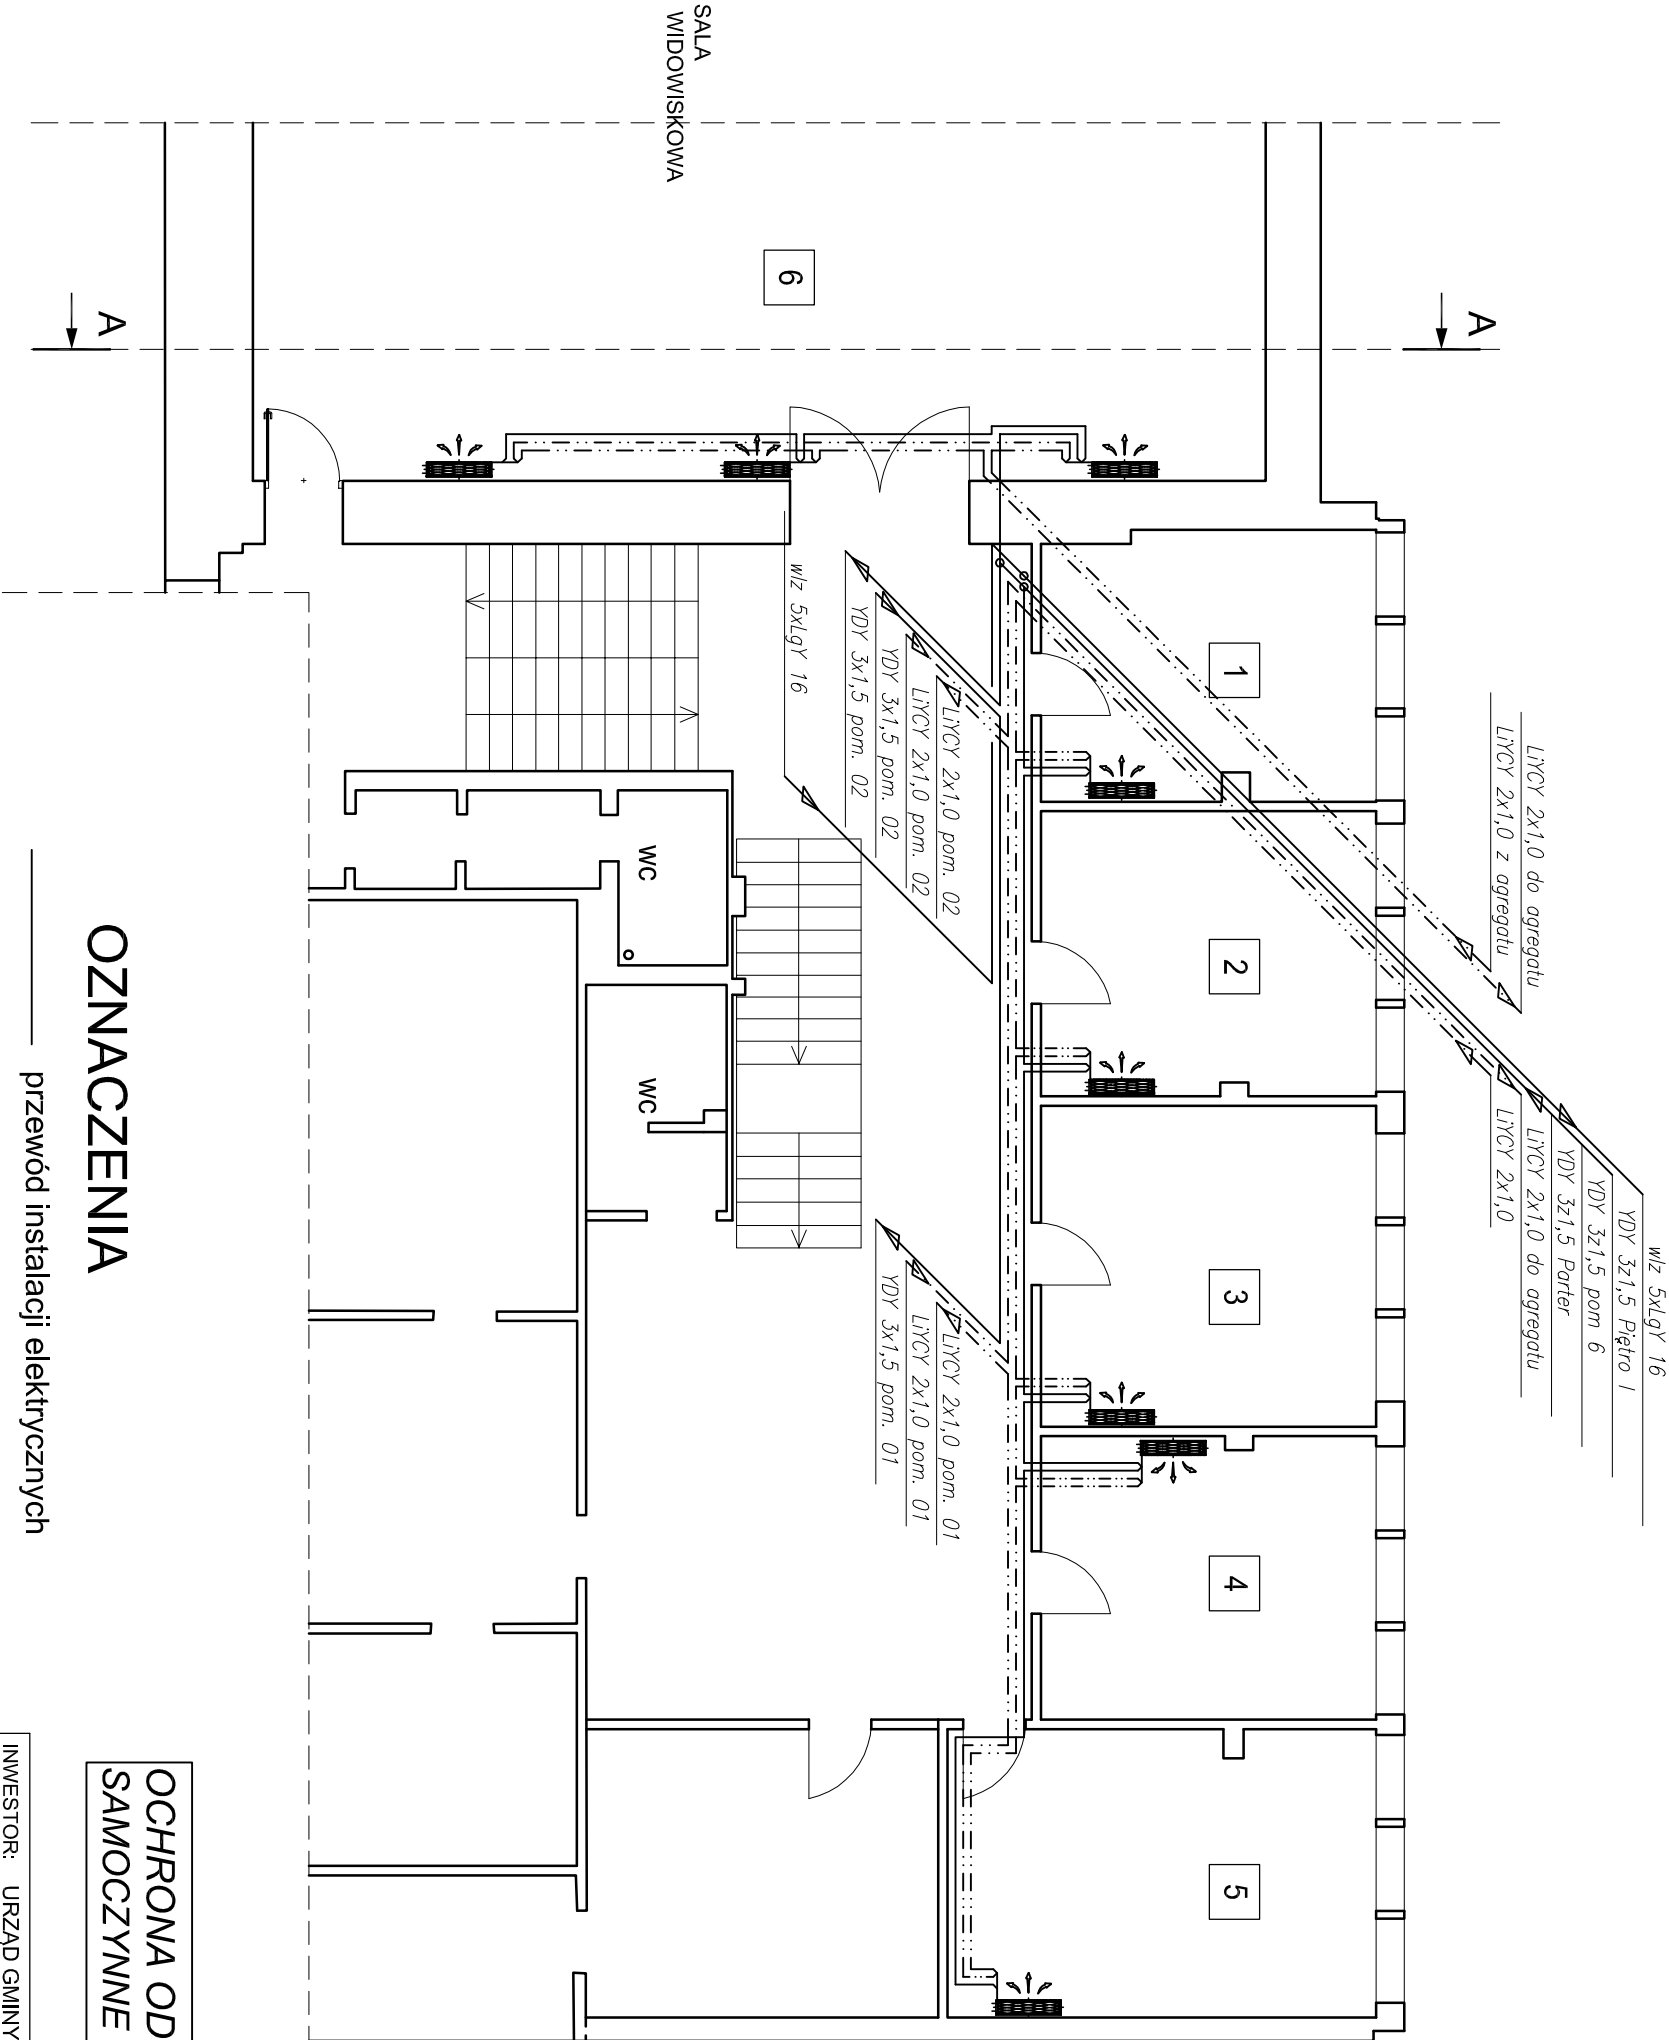 SALA
WIDOWISKOWA
6
A
A
1
2
3
4
5
wc
wc
wlz 5xLgY 16
YDY 3z1,5 Piętro I
YDY 3z1,5 pom 6
YDY 3z1,5 Parter
LiYCY 2x1,0 do agregatu
LiYCY 2x1,0
LiYCY 2x1,0 do agregatu
LiYCY 2x1,0 z agregatu
LiYCY 2x1,0 pom. 02
LiYCY 2x1,0 pom. 02
YDY 3x1,5 pom. 02
YDY 3x1,5 pom. 02
wlz 5xLgY 16
LiYCY 2x1,0 pom. 01
LiYCY 2x1,0 pom. 01
YDY 3x1,5 pom. 01
OZNACZENIA
przewód instalacji elektrycznych
OCHRONA OD
SAMOCZYNNE
INWESTOR: URZĄD GMINY